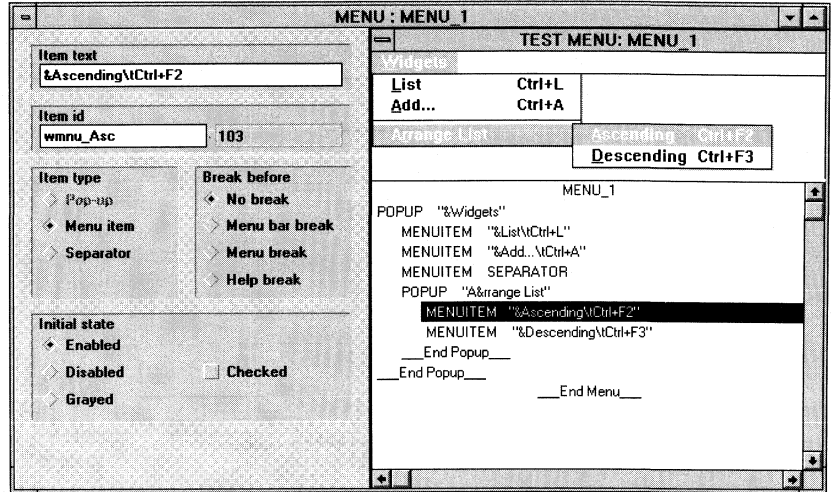 MENU : MENU_1
Item text
&Ascending\tCtrl+F2
Item id
wmnu_Asc - 103
Item type
Pop-up
Menu item
Separator
Break before
No break
Menu bar break
Menu break
Help break
Initial state
Enabled
Disabled
Grayed
Checked
TEST MENU: MENU_1
Widgets
List Ctrl+L
Add... Ctrl+A
Arrange List
Ascending Ctrl+F2
Descending Ctrl+F3
MENU_1
POPUP "&Widgets"
MENUITEM "&List\tCtrl+L"
MENUITEM "&Add...\tCtrl+A"
MENUITEM SEPARATOR
POPUP "A&rrange List"
MENUITEM "&Ascending\tCtrl+F2"
MENUITEM "&Descending\tCtrl+F3"
___End Popup___
___End Popup___
___End Menu___